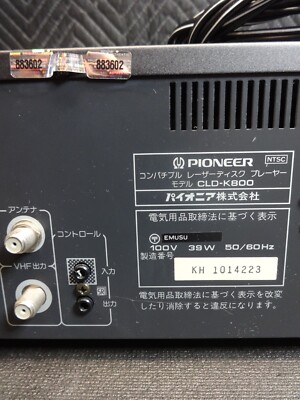 883602 883602
PIONEER NTSC
コンパチブル レーザーディスク プレーヤー
モデル CLD-K800
パイオニア株式会社
電気用品取締法に基づく表示
EMUSU
100V 39W 50/60Hz
製造番号
KH 1014223
電気用品取締法に基づく表示を改変
したり消除すると違反になります。
アンテナ
VHF出力
コントロール
入力
出力